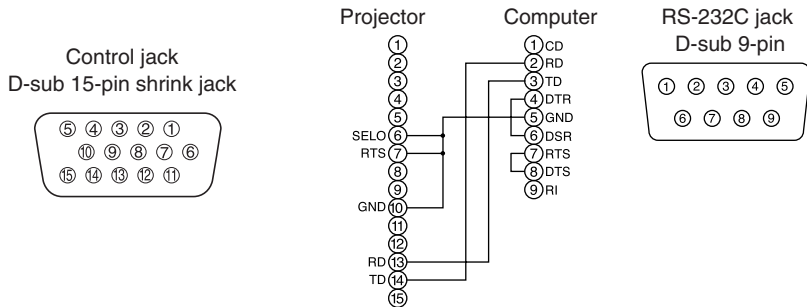 Control jack
D-sub 15-pin shrink jack
5 4 3 2 1
10 9 8 7 6
15 14 13 12 11
Projector
1
2
3
4
5
SELO 6
RTS 7
8
9
GND 10
11
12
RD 13
TD 14
15
Computer
1 CD
2 RD
3 TD
4 DTR
5 GND
6 DSR
7 RTS
8 DTS
9 RI
RS-232C jack
D-sub 9-pin
1 2 3 4 5
6 7 8 9